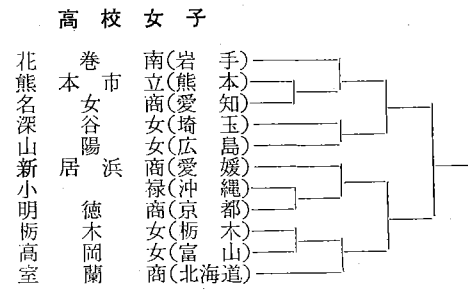 高校女子
花巻南(岩手)
熊本市立(熊本)
名女商(愛知)
深谷女(埼玉)
山陽女(広島)
新居浜商(愛媛)
小禄(沖縄)
明徳商(京都)
栃木女(栃木)
高岡女(富山)
室蘭商(北海道)